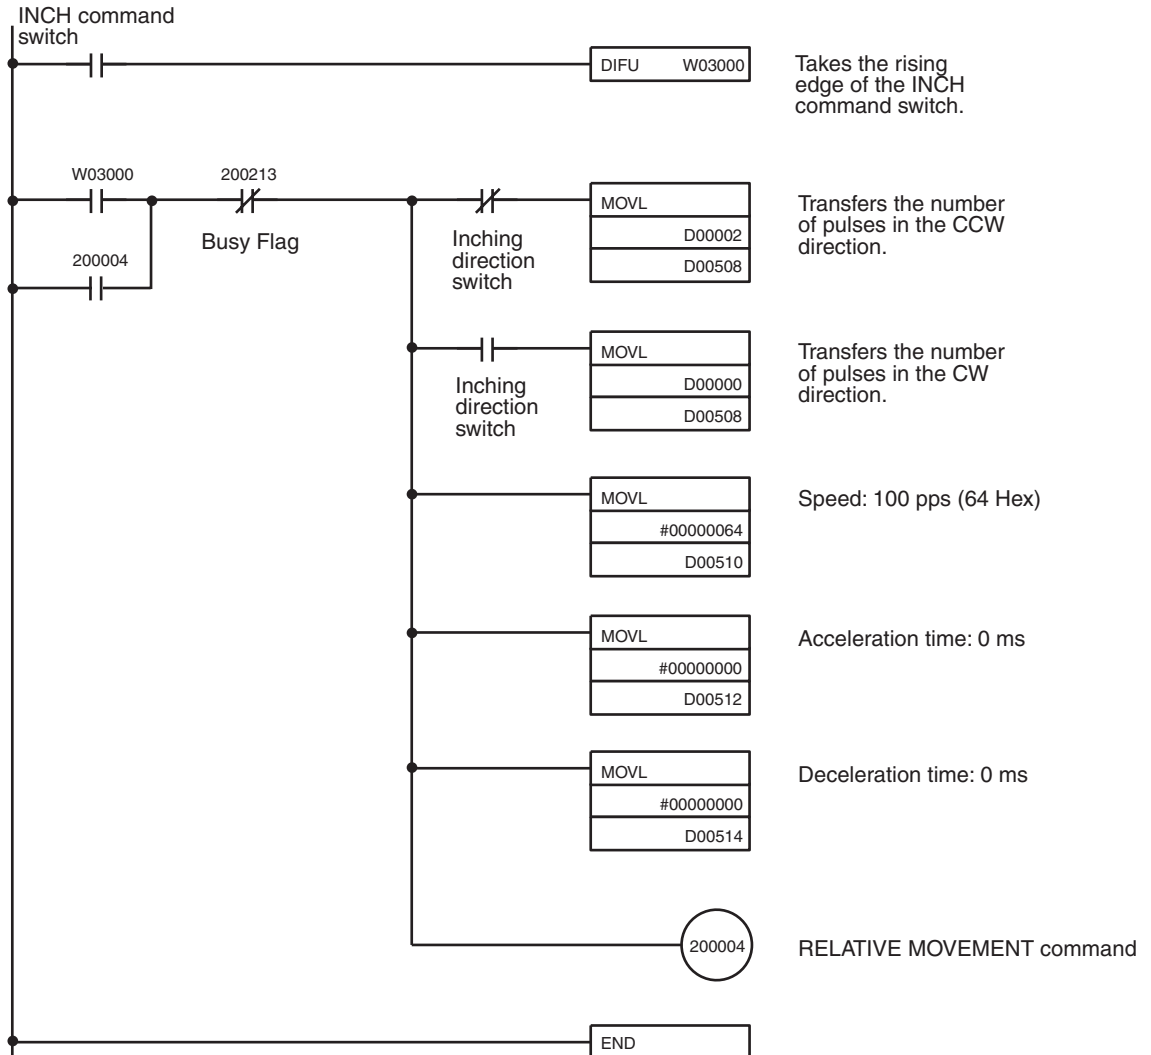 INCH command
switch
DIFU W03000
Takes the rising
edge of the INCH
command switch.
W03000
200213
Busy Flag
200004
Inching
direction
switch
MOVL
D00002
D00508
Transfers the number
of pulses in the CCW
direction.
Inching
direction
switch
MOVL
D00000
D00508
Transfers the number
of pulses in the CW
direction.
MOVL
#00000064
D00510
Speed: 100 pps (64 Hex)
MOVL
#00000000
D00512
Acceleration time: 0 ms
MOVL
#00000000
D00514
Deceleration time: 0 ms
200004
RELATIVE MOVEMENT command
END